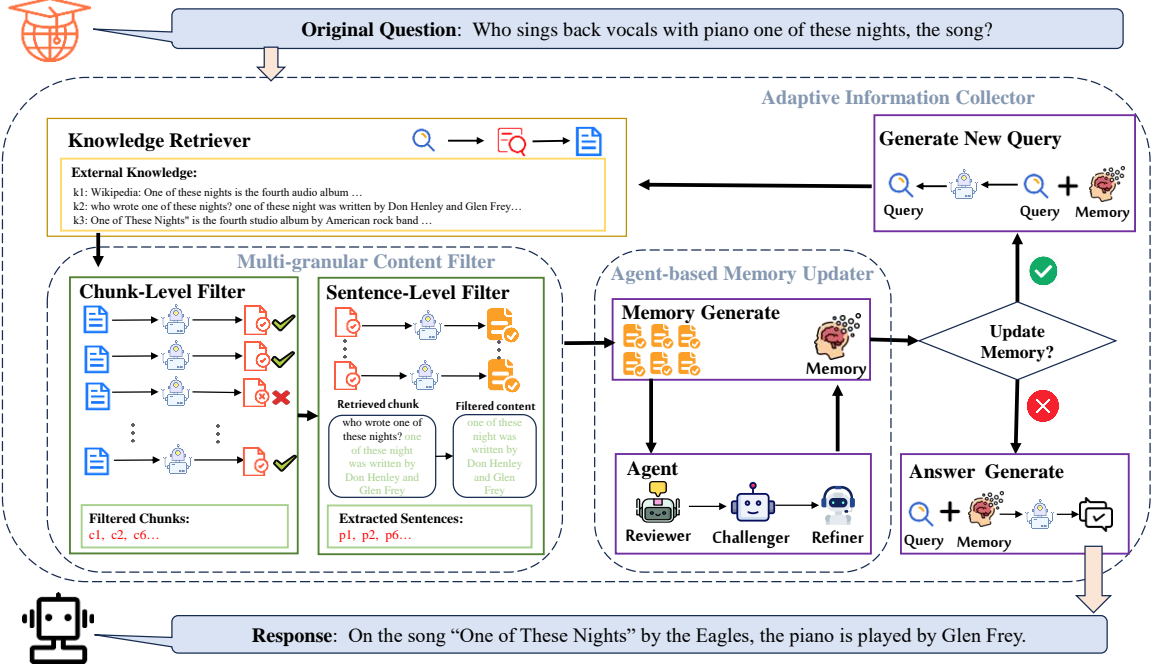 Original Question: Who sings back vocals with piano one of these nights, the song?
Adaptive Information Collector
Knowledge Retriever
External Knowledge:
k1: Wikipedia: One of these nights is the fourth audio album …
k2: who wrote one of these nights? one of these night was written by Don Henley and Glen Frey…
k3: One of These Nights" is the fourth studio album by American rock band …
Generate New Query
Query
Query
Memory
Multi-granular Content Filter
Chunk-Level Filter
Filtered Chunks:
c1, c2, c6…
Sentence-Level Filter
Retrieved chunk
who wrote one of
these nights? one
of these night
was written by
Don Henley and
Glen Frey
Filtered content
one of these
night was
written by
Don Henley
and Glen
Frey
Extracted Sentences:
p1, p2, p6…
Agent-based Memory Updater
Memory Generate
Memory
Agent
Reviewer
Challenger
Refiner
Update
Memory?
Answer Generate
Query
Memory
Response: On the song “One of These Nights” by the Eagles, the piano is played by Glen Frey.